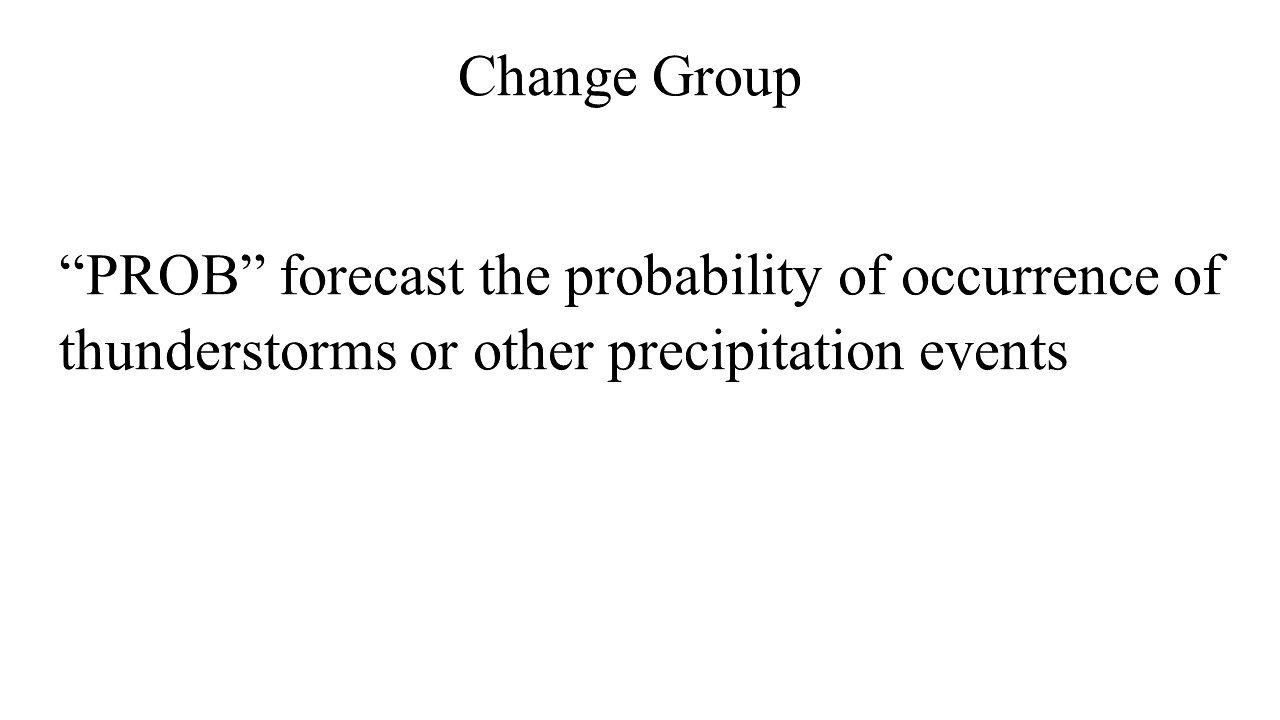 Change Group
“PROB” forecast the probability of occurrence of
thunderstorms or other precipitation events